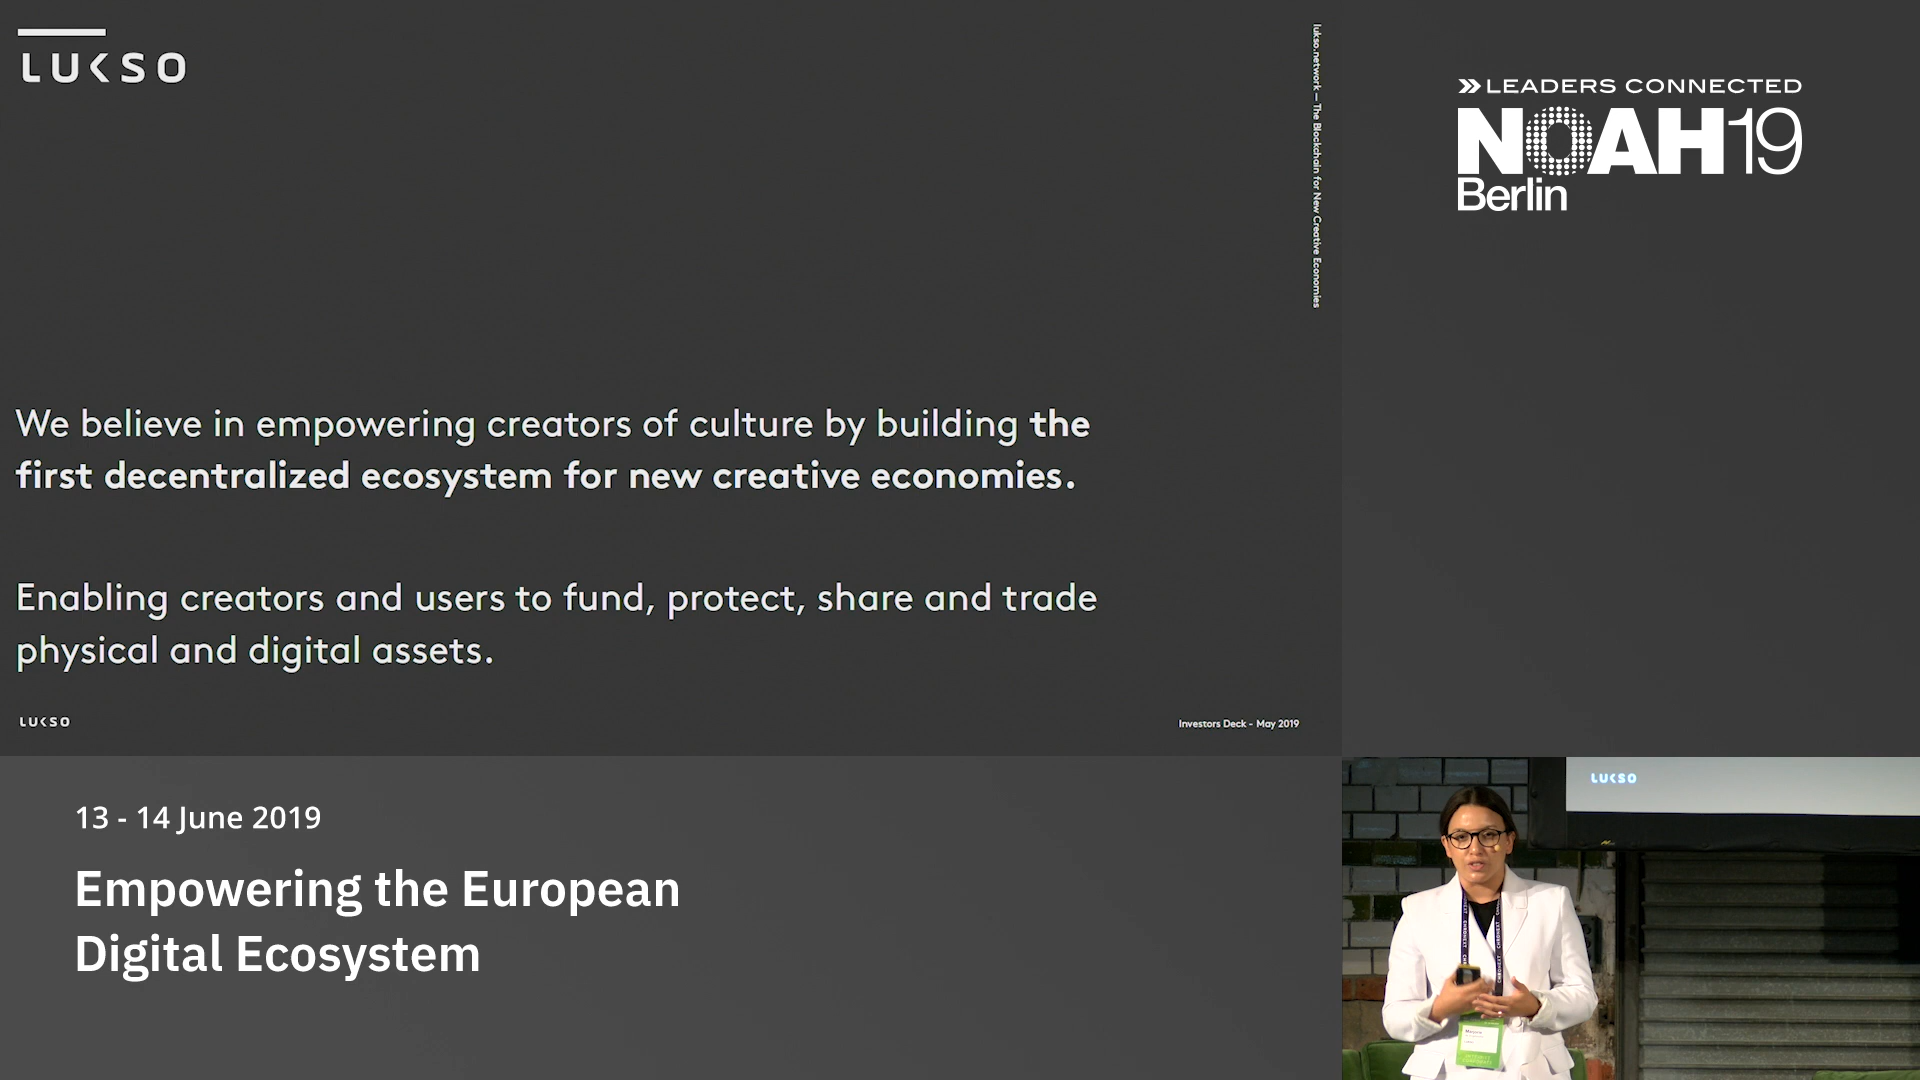 LUKSO
lukso.network — The Blockchain for New Creative Economies
LEADERS CONNECTED
NOAH19
Berlin
We believe in empowering creators of culture by building the
first decentralized ecosystem for new creative economies.
Enabling creators and users to fund, protect, share and trade
physical and digital assets.
LUKSO
Investors Deck - May 2019
13 - 14 June 2019
Empowering the European
Digital Ecosystem
LUKSO
CHRONEXT
CHRONEXT